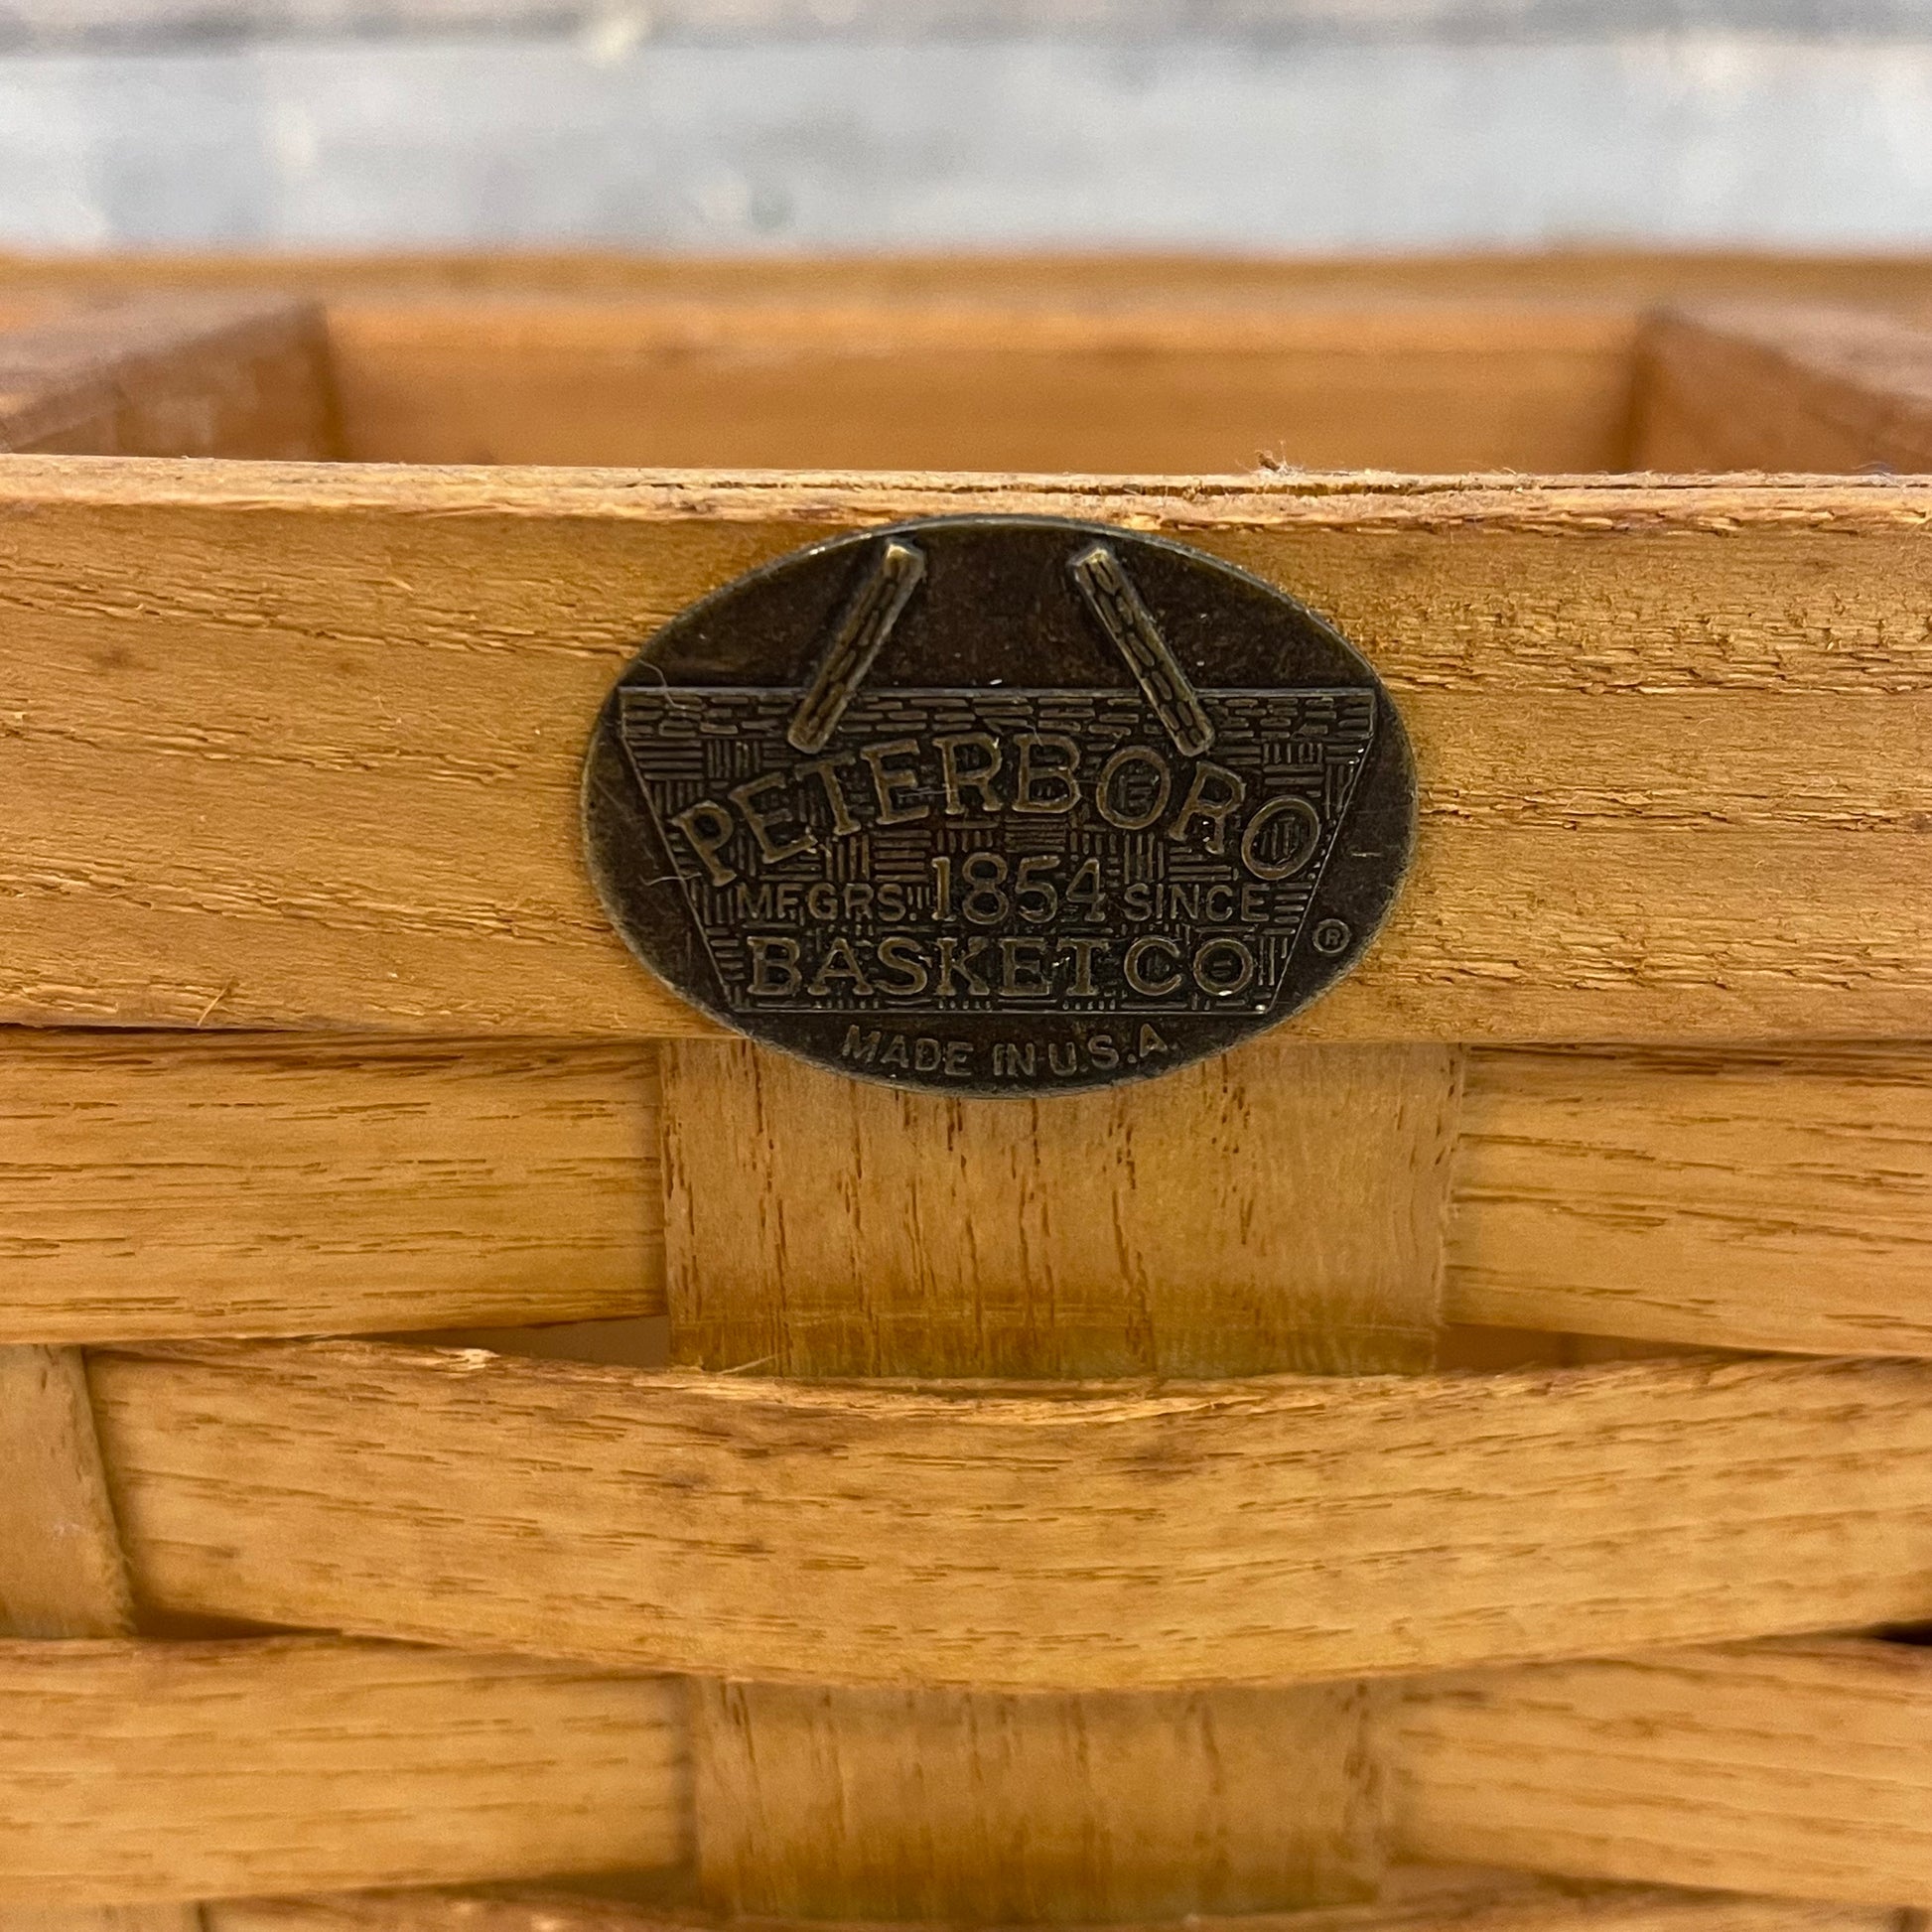 PETERBORO
MFGRS. 1854 SINCE
BASKET CO
®
MADE IN U.S.A.